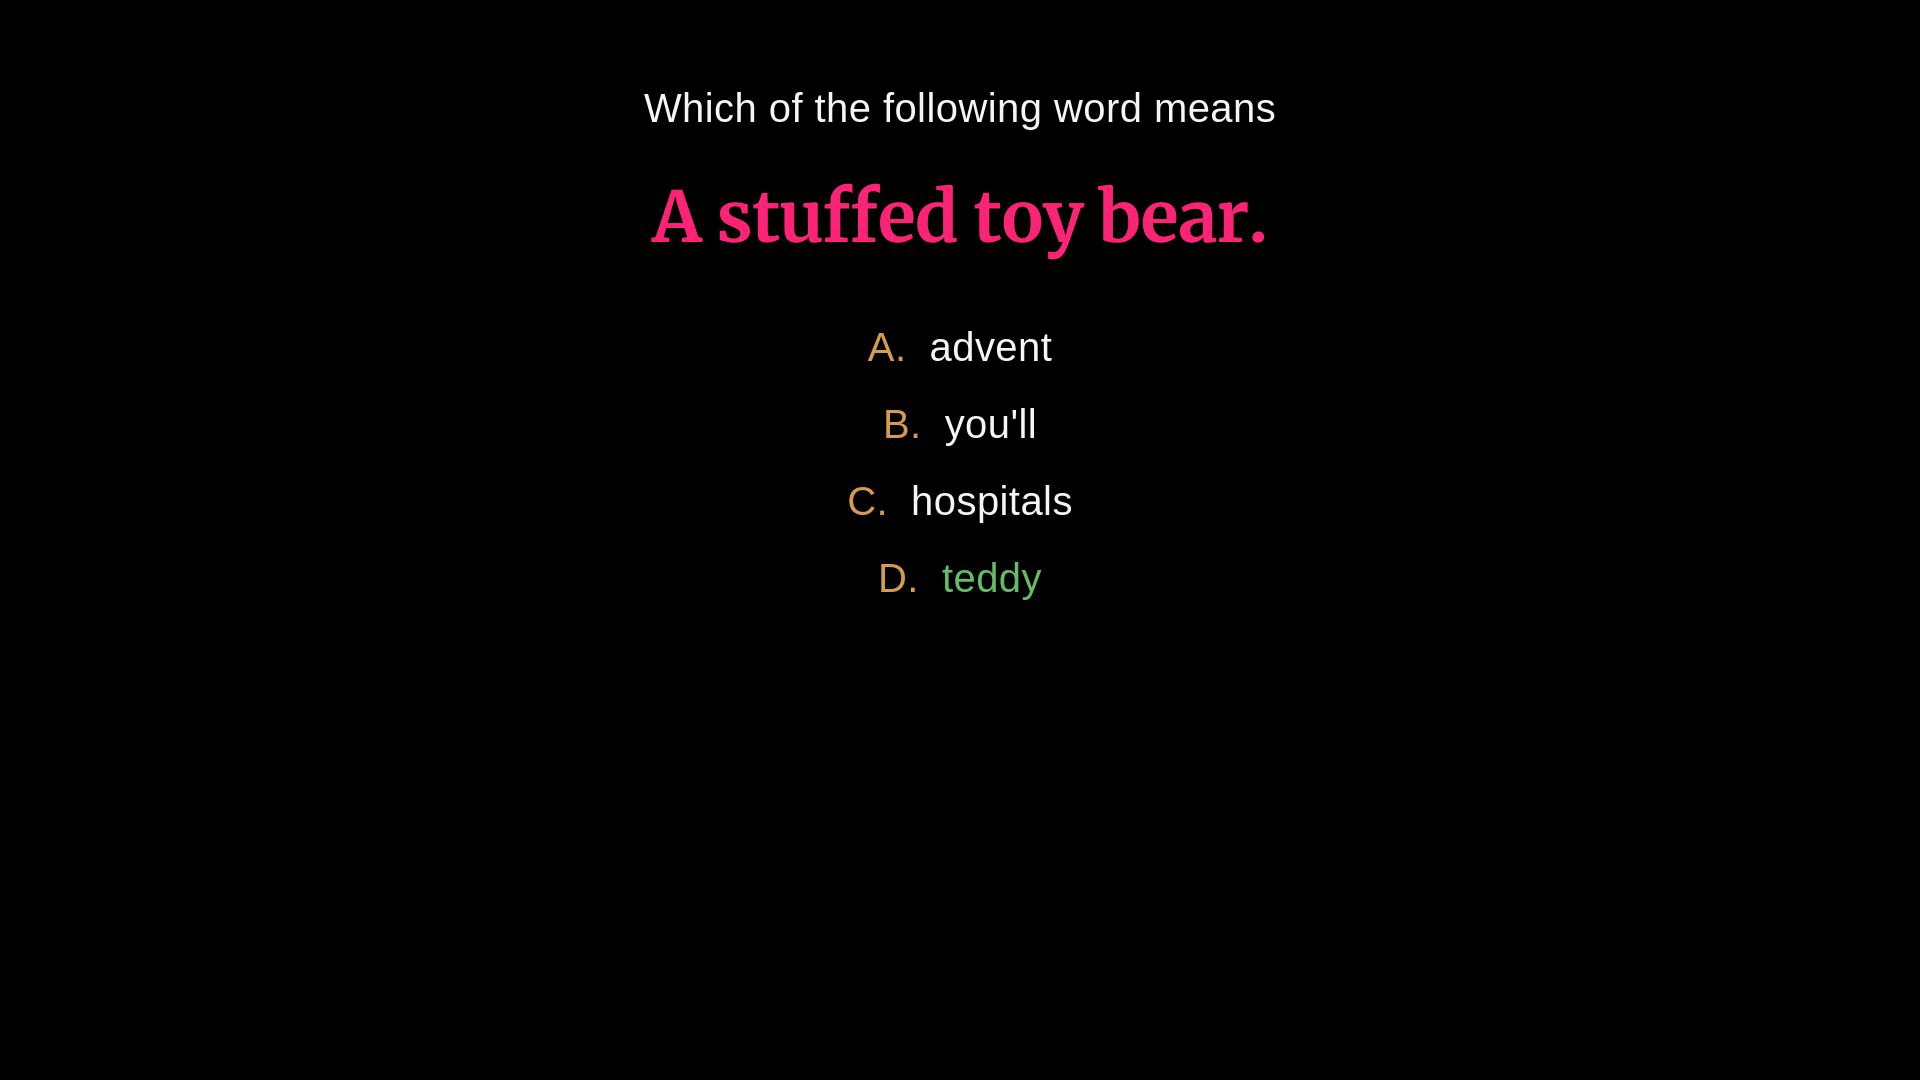 Which of the following word means
A stuffed toy bear.
A. advent
B. you'll
C. hospitals
D. teddy